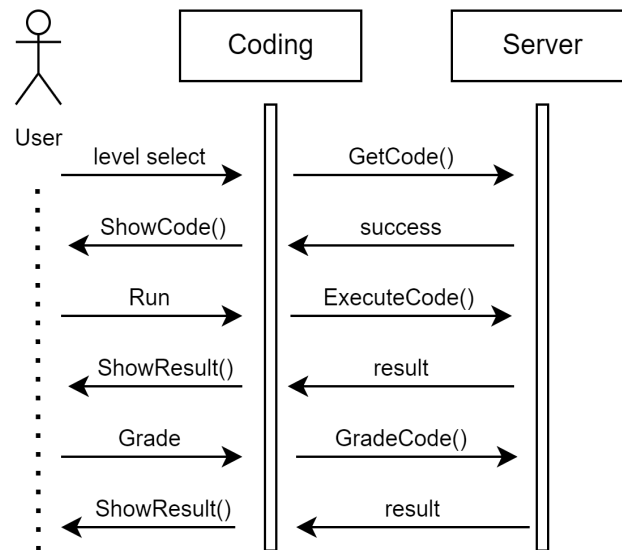 Coding
Server
User
level select
GetCode()
ShowCode()
success
Run
ExecuteCode()
ShowResult()
result
Grade
GradeCode()
ShowResult()
result